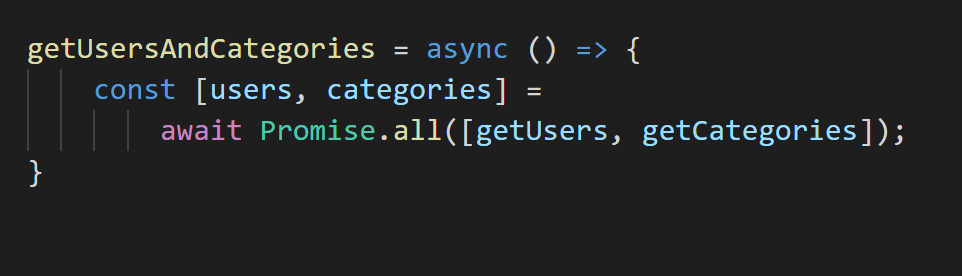 getUsersAndCategories = async () => {
const [users, categories] =
await Promise.all([getUsers, getCategories]);
}